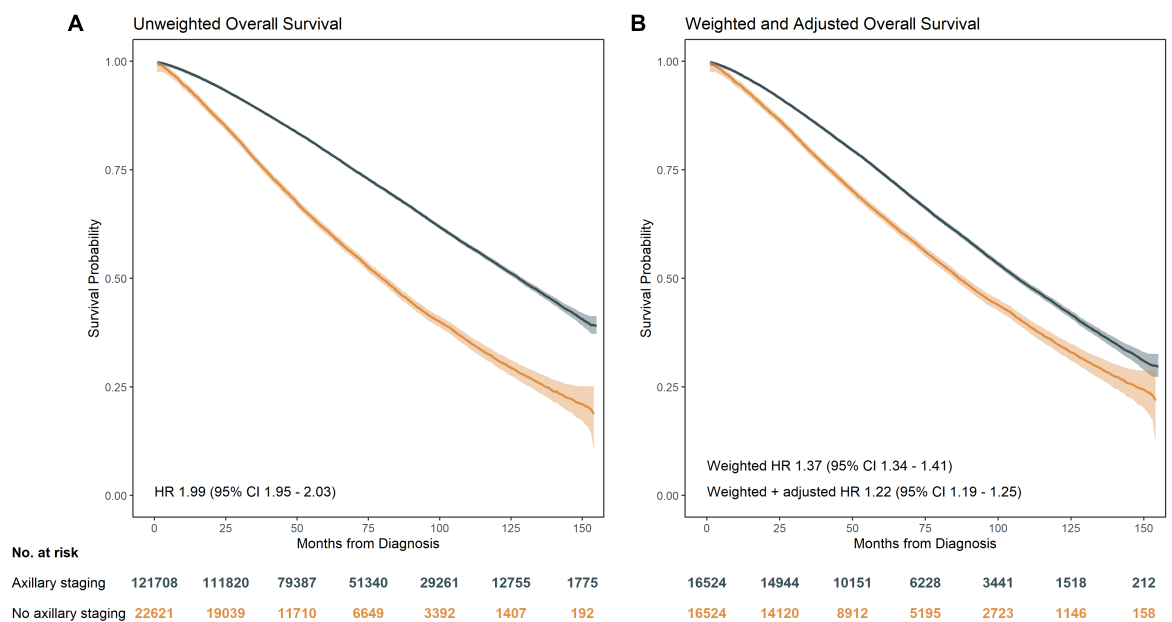 A Unweighted Overall Survival
1.00
0.75
0.50
0.25
0.00
Survival Probability
HR 1.99 (95% CI 1.95 - 2.03)
0 25 50 75 100 125 150
Months from Diagnosis
B Weighted and Adjusted Overall Survival
1.00
0.75
0.50
0.25
0.00
Survival Probability
Weighted HR 1.37 (95% CI 1.34 - 1.41)
Weighted + adjusted HR 1.22 (95% CI 1.19 - 1.25)
0 25 50 75 100 125 150
Months from Diagnosis
No. at risk
Axillary staging 121708 111820 79387 51340 29261 12755 1775 16524 14944 10151 6228 3441 1518 212
No axillary staging 22621 19039 11710 6649 3392 1407 192 16524 14120 8912 5195 2723 1146 158